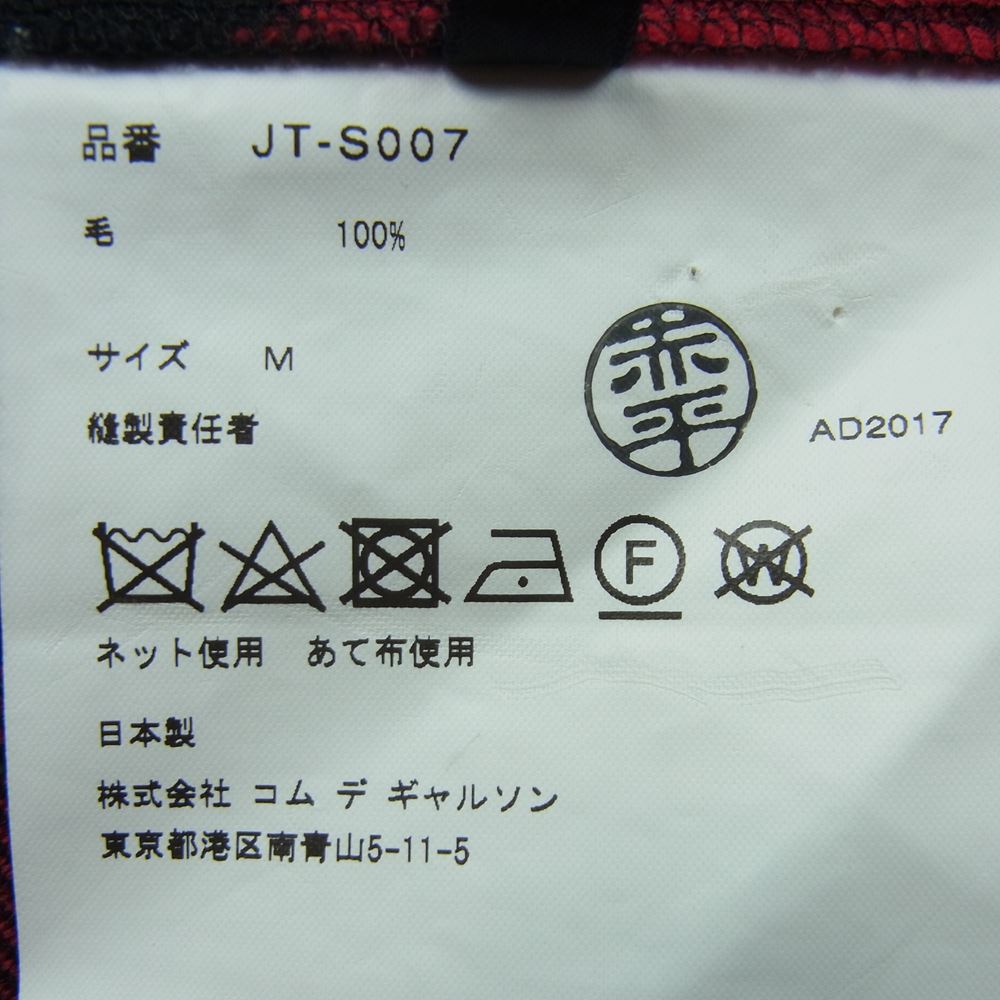 品番 JT-S007
毛 100%
サイズ M
縫製責任者
AD2017
F
W
ネット使用 あて布使用
日本製
株式会社 コム デ ギャルソン
東京都港区南青山5-11-5